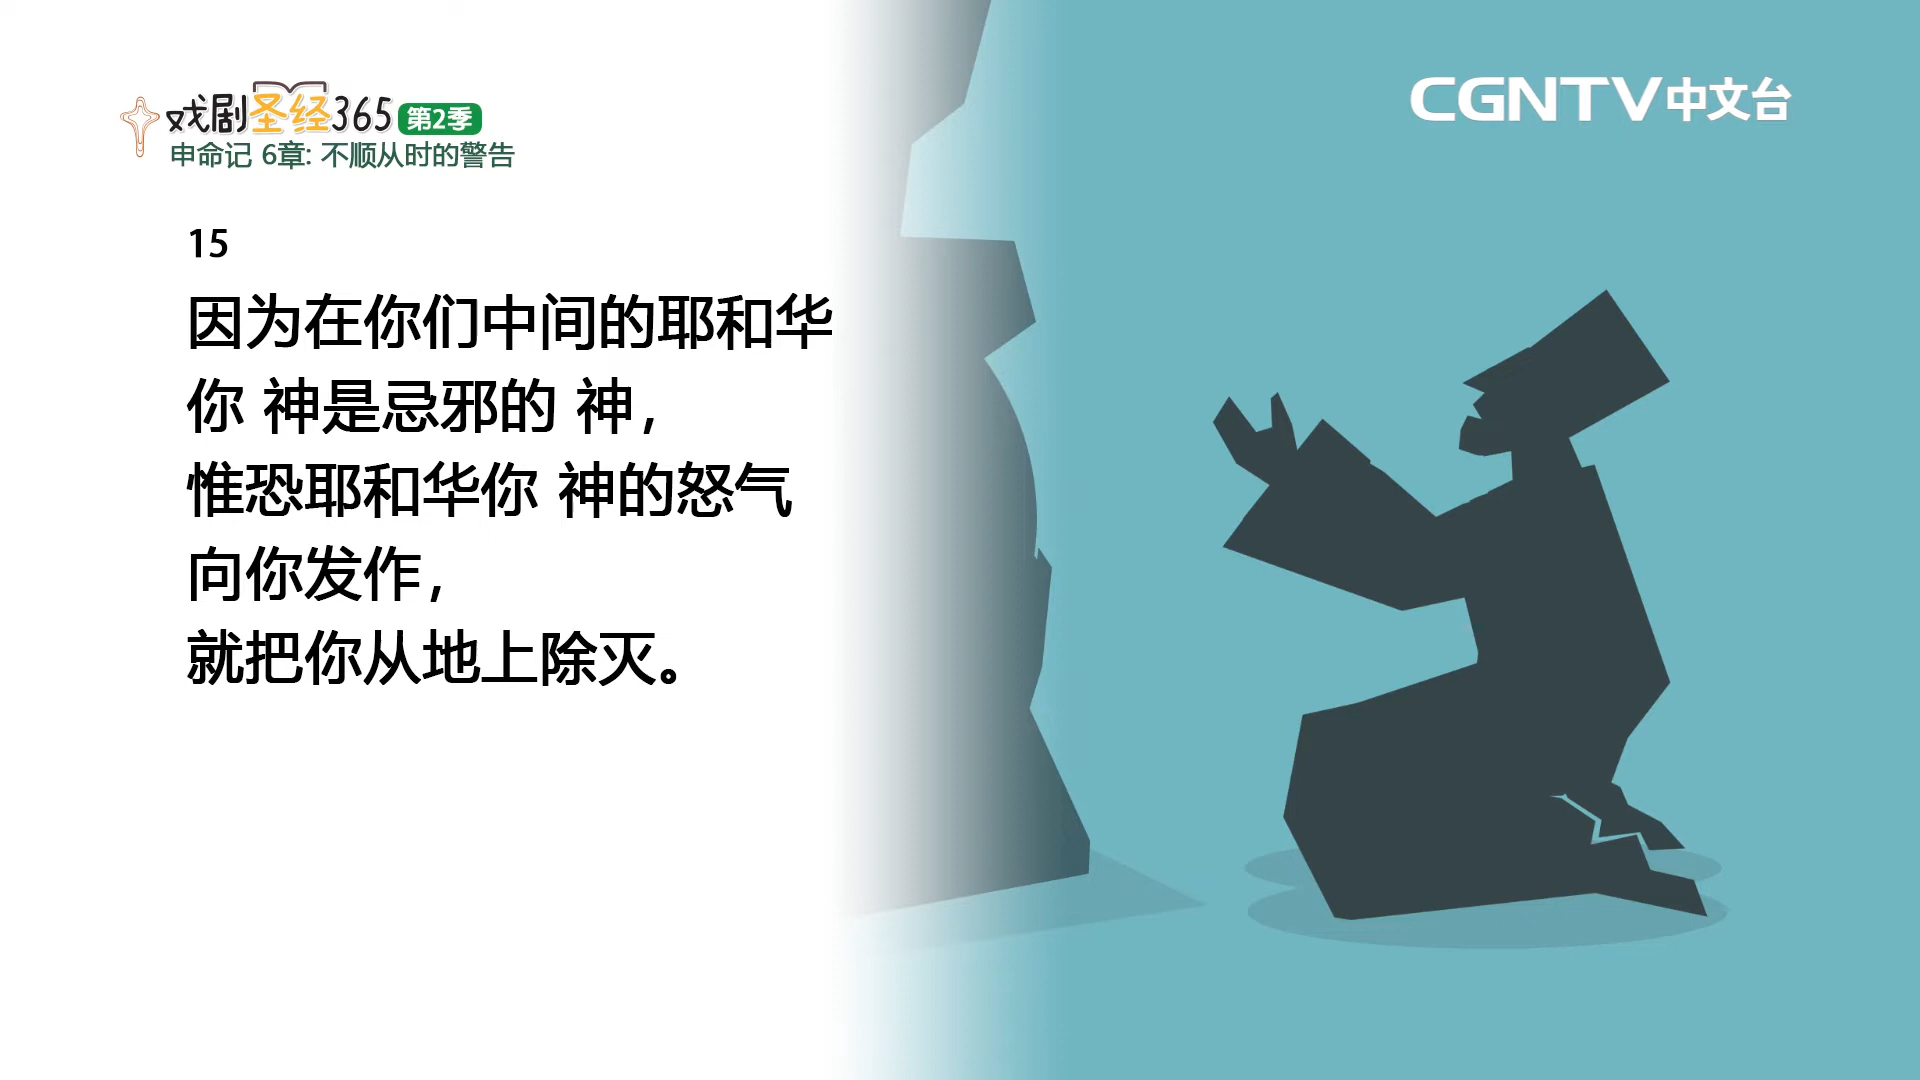 戏剧圣经365 第2季
申命记 6章: 不顺从时的警告
CGNTV中文台
15
因为在你们中间的耶和华
你 神是忌邪的 神，
惟恐耶和华你 神的怒气
向你发作，
就把你从地上除灭。